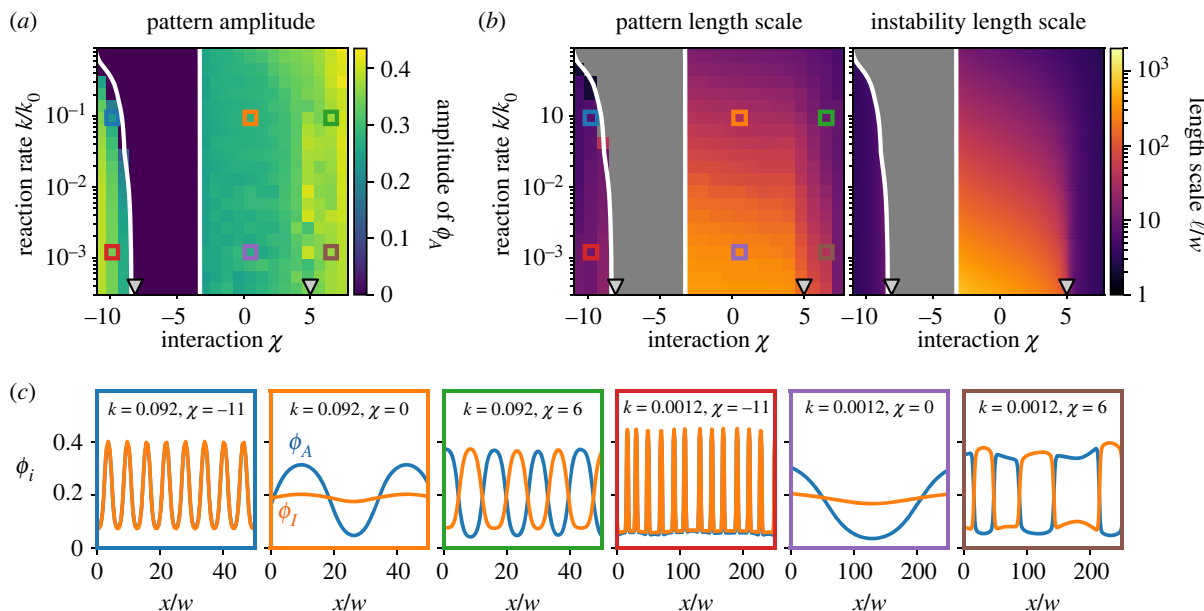 (a) pattern amplitude
reaction rate k/k0
10−1
10−2
10−3
−10 −5 0 5
interaction χ
0.4
0.3
0.2
0.1
0
amplitude of ϕA
(b) pattern length scale instability length scale
reaction rate k/k0
10
10−2
10−3
−10 −5 0 5
interaction χ
−10 −5 0 5
interaction χ
10³
10²
10
1
length scale ℓ/w
(c)
ϕi
0.4
0.2
0
k = 0.092, χ = −11
ϕA
0 20 40
x/w
k = 0.092, χ = 0
ϕI
0 20 40
x/w
k = 0.092, χ = 6
0 20 40
x/w
k = 0.0012, χ = −11
0 100 200
x/w
k = 0.0012, χ = 0
0 100 200
x/w
k = 0.0012, χ = 6
0 100 200
x/w